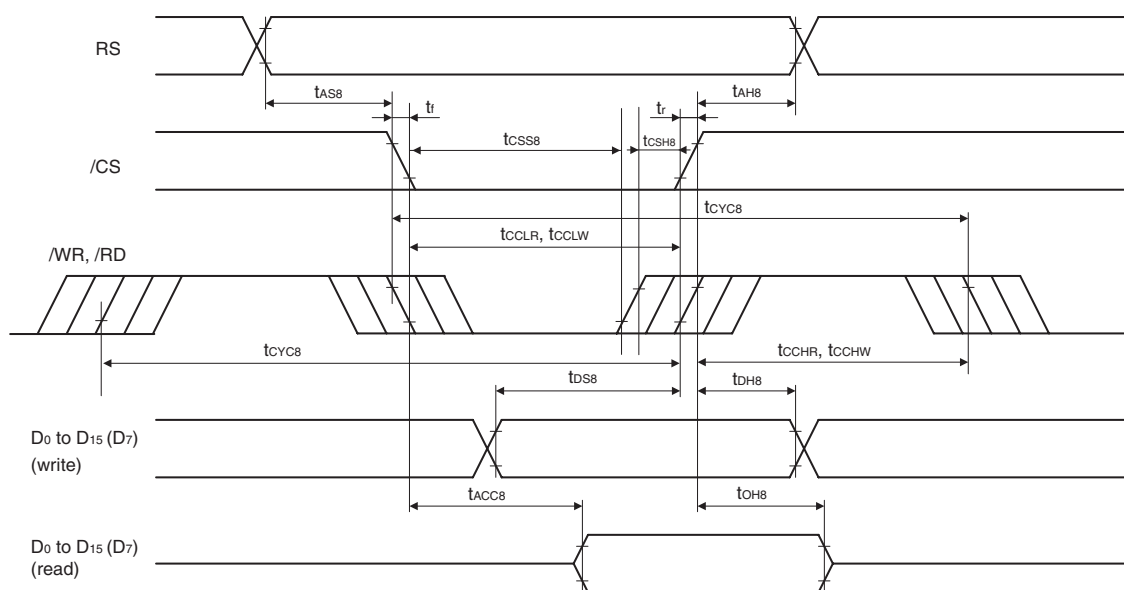 RS
tAS8
tf
tr
tAH8
/CS
tCSS8
tCSH8
tCYC8
tCCLR, tCCLW
/WR, /RD
tCYC8
tCCHR, tCCHW
tDS8
tDH8
D0 to D15 (D7)
(write)
tACC8
tOH8
D0 to D15 (D7)
(read)